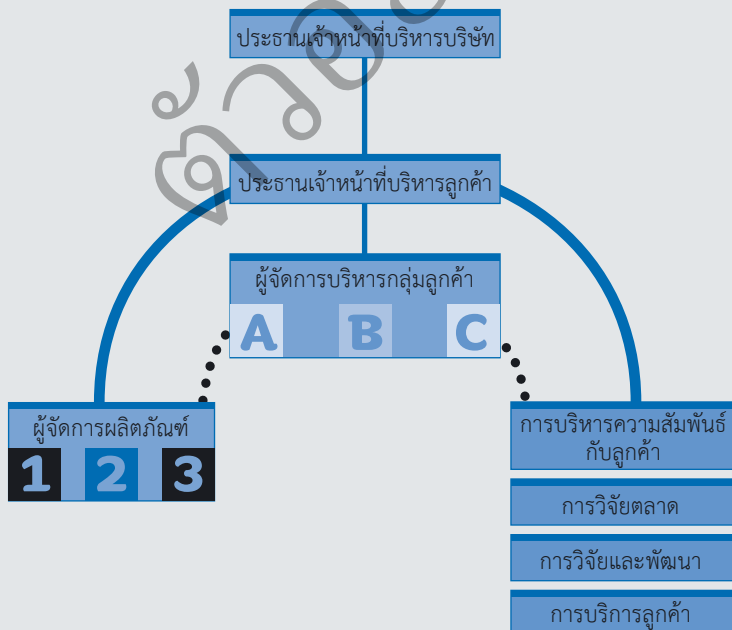 ประธานเจ้าหน้าที่บริหารบริษัท
ประธานเจ้าหน้าที่บริหารลูกค้า
ผู้จัดการบริหารกลุ่มลูกค้า
A B C
ผู้จัดการผลิตภัณฑ์
1 2 3
การบริหารความสัมพันธ์
กับลูกค้า
การวิจัยตลาด
การวิจัยและพัฒนา
การบริการลูกค้า